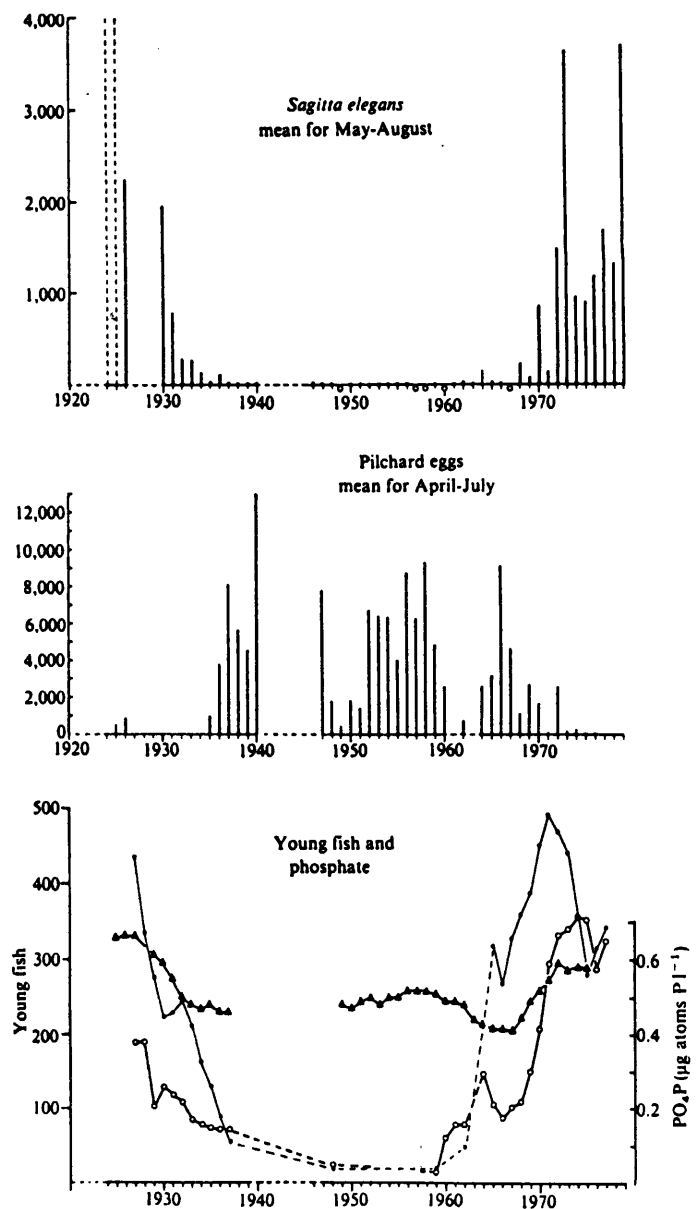 4,000
Sagitta elegans
mean for May-August
3,000
2,000
1,000
1920 1930 1940 1950 1960 1970
Pilchard eggs
mean for April-July
12,000
10,000
8,000
6,000
4,000
2,000
0
1920 1930 1940 1950 1960 1970
500
Young fish and
phosphate
400
300
200
100
Young fish
0.6
0.4
0.2
PO₄P (µg atoms P l⁻¹)
1930 1940 1950 1960 1970